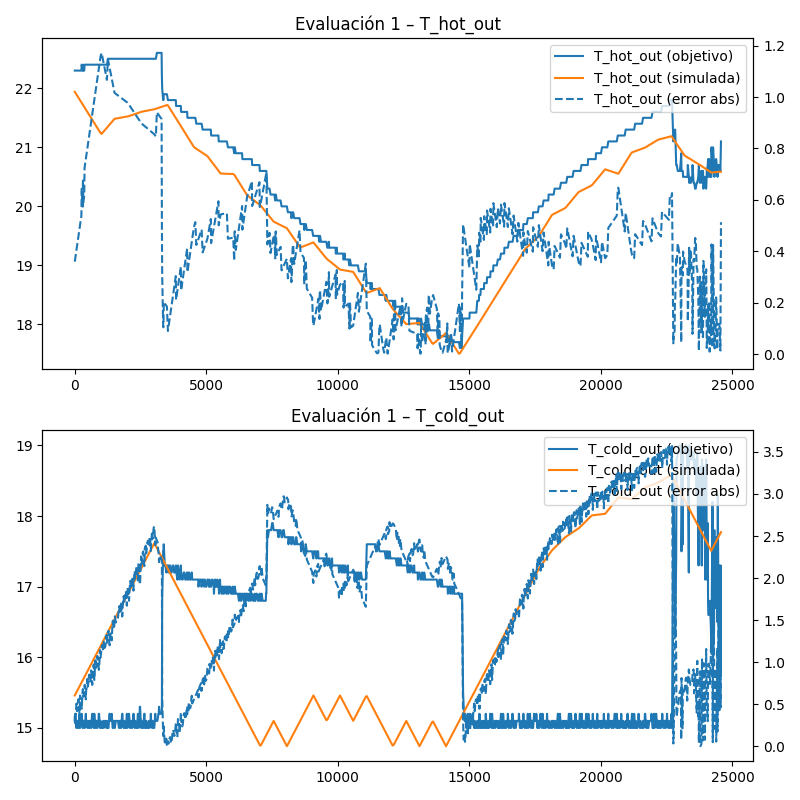 Evaluación 1 – T_hot_out
T_hot_out (objetivo)
T_hot_out (simulada)
T_hot_out (error abs)
22
21
20
19
18
1.2
1.0
0.8
0.6
0.4
0.2
0.0
0 5000 10000 15000 20000 25000
Evaluación 1 – T_cold_out
T_cold_out (objetivo)
T_cold_out (simulada)
T_cold_out (error abs)
19
18
17
16
15
3.5
3.0
2.5
2.0
1.5
1.0
0.5
0.0
0 5000 10000 15000 20000 25000